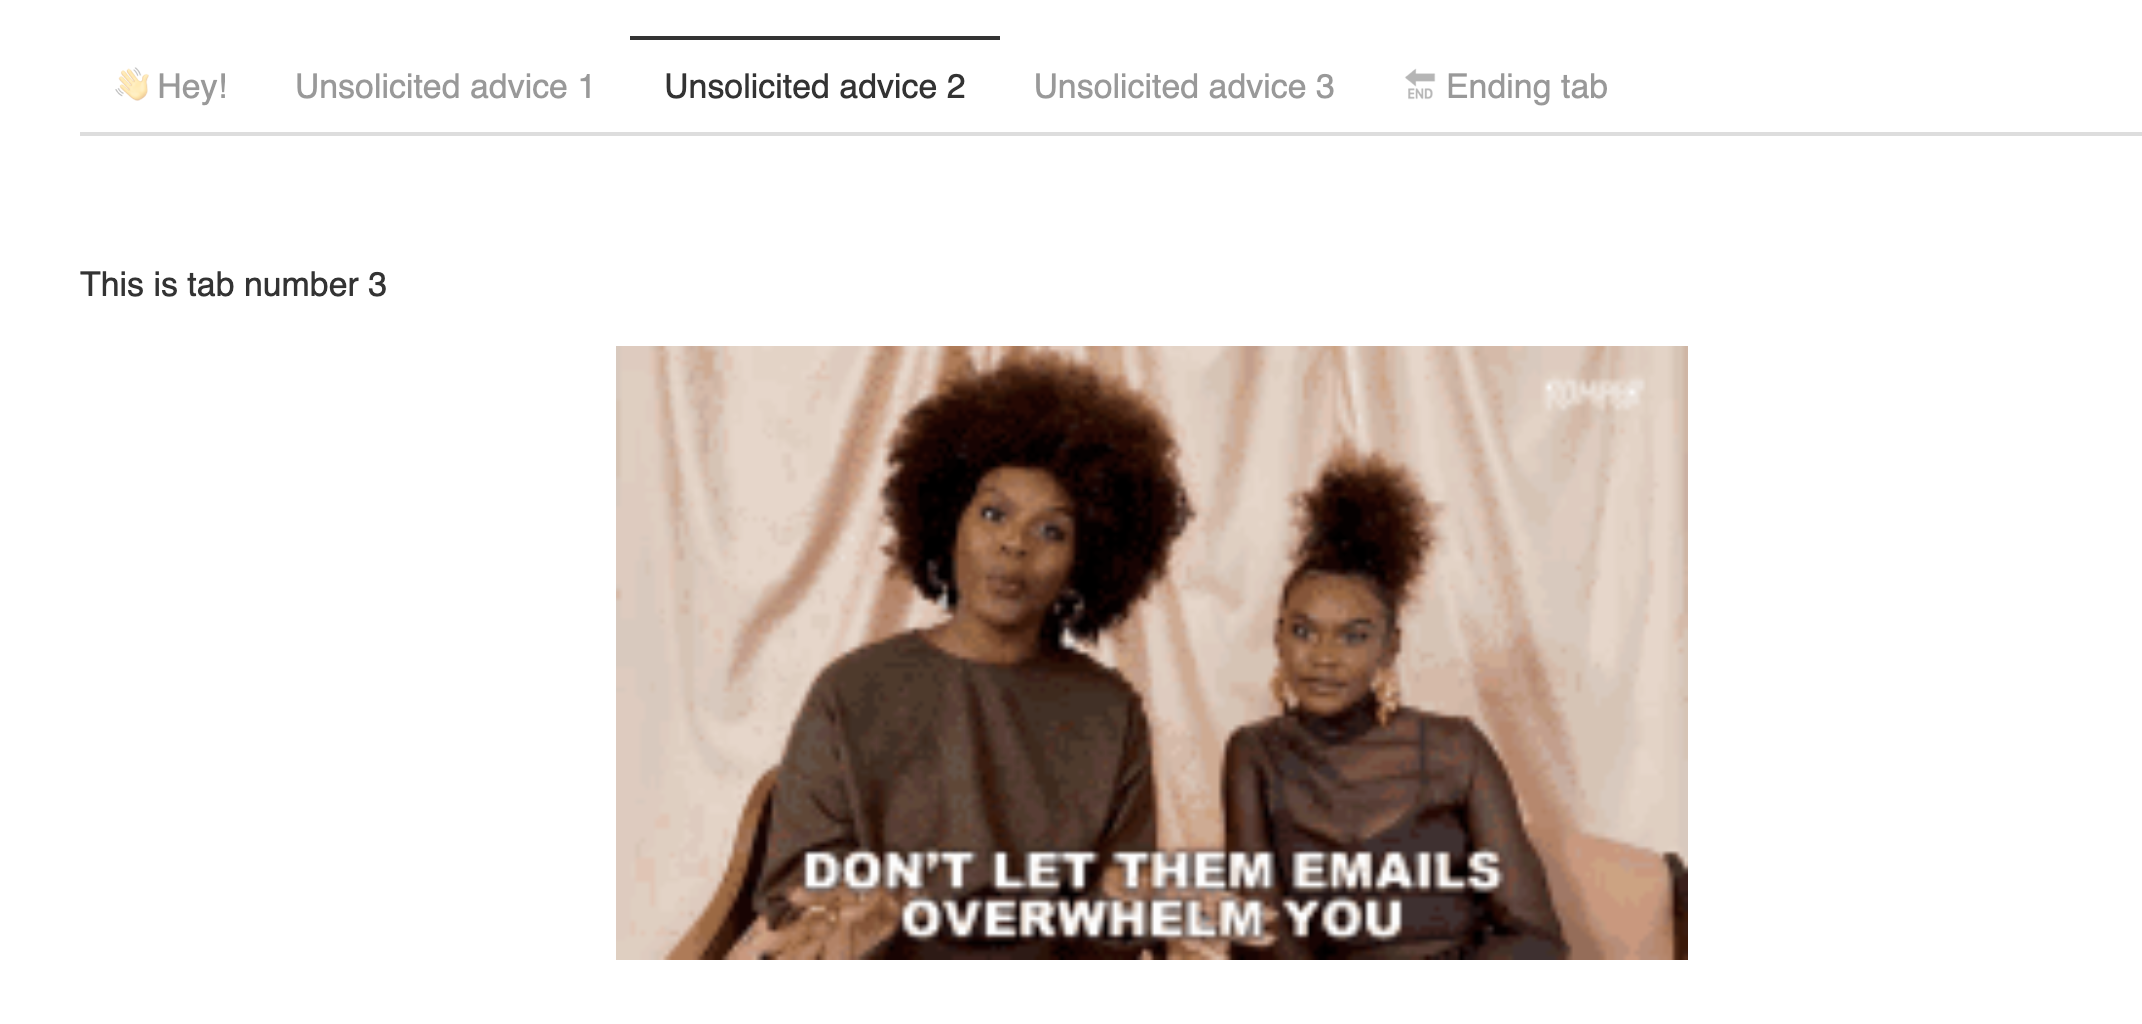 👋 Hey! Unsolicited advice 1 Unsolicited advice 2 Unsolicited advice 3 🔚 Ending tab
This is tab number 3
ROMPER
DON'T LET THEM EMAILS
OVERWHELM YOU